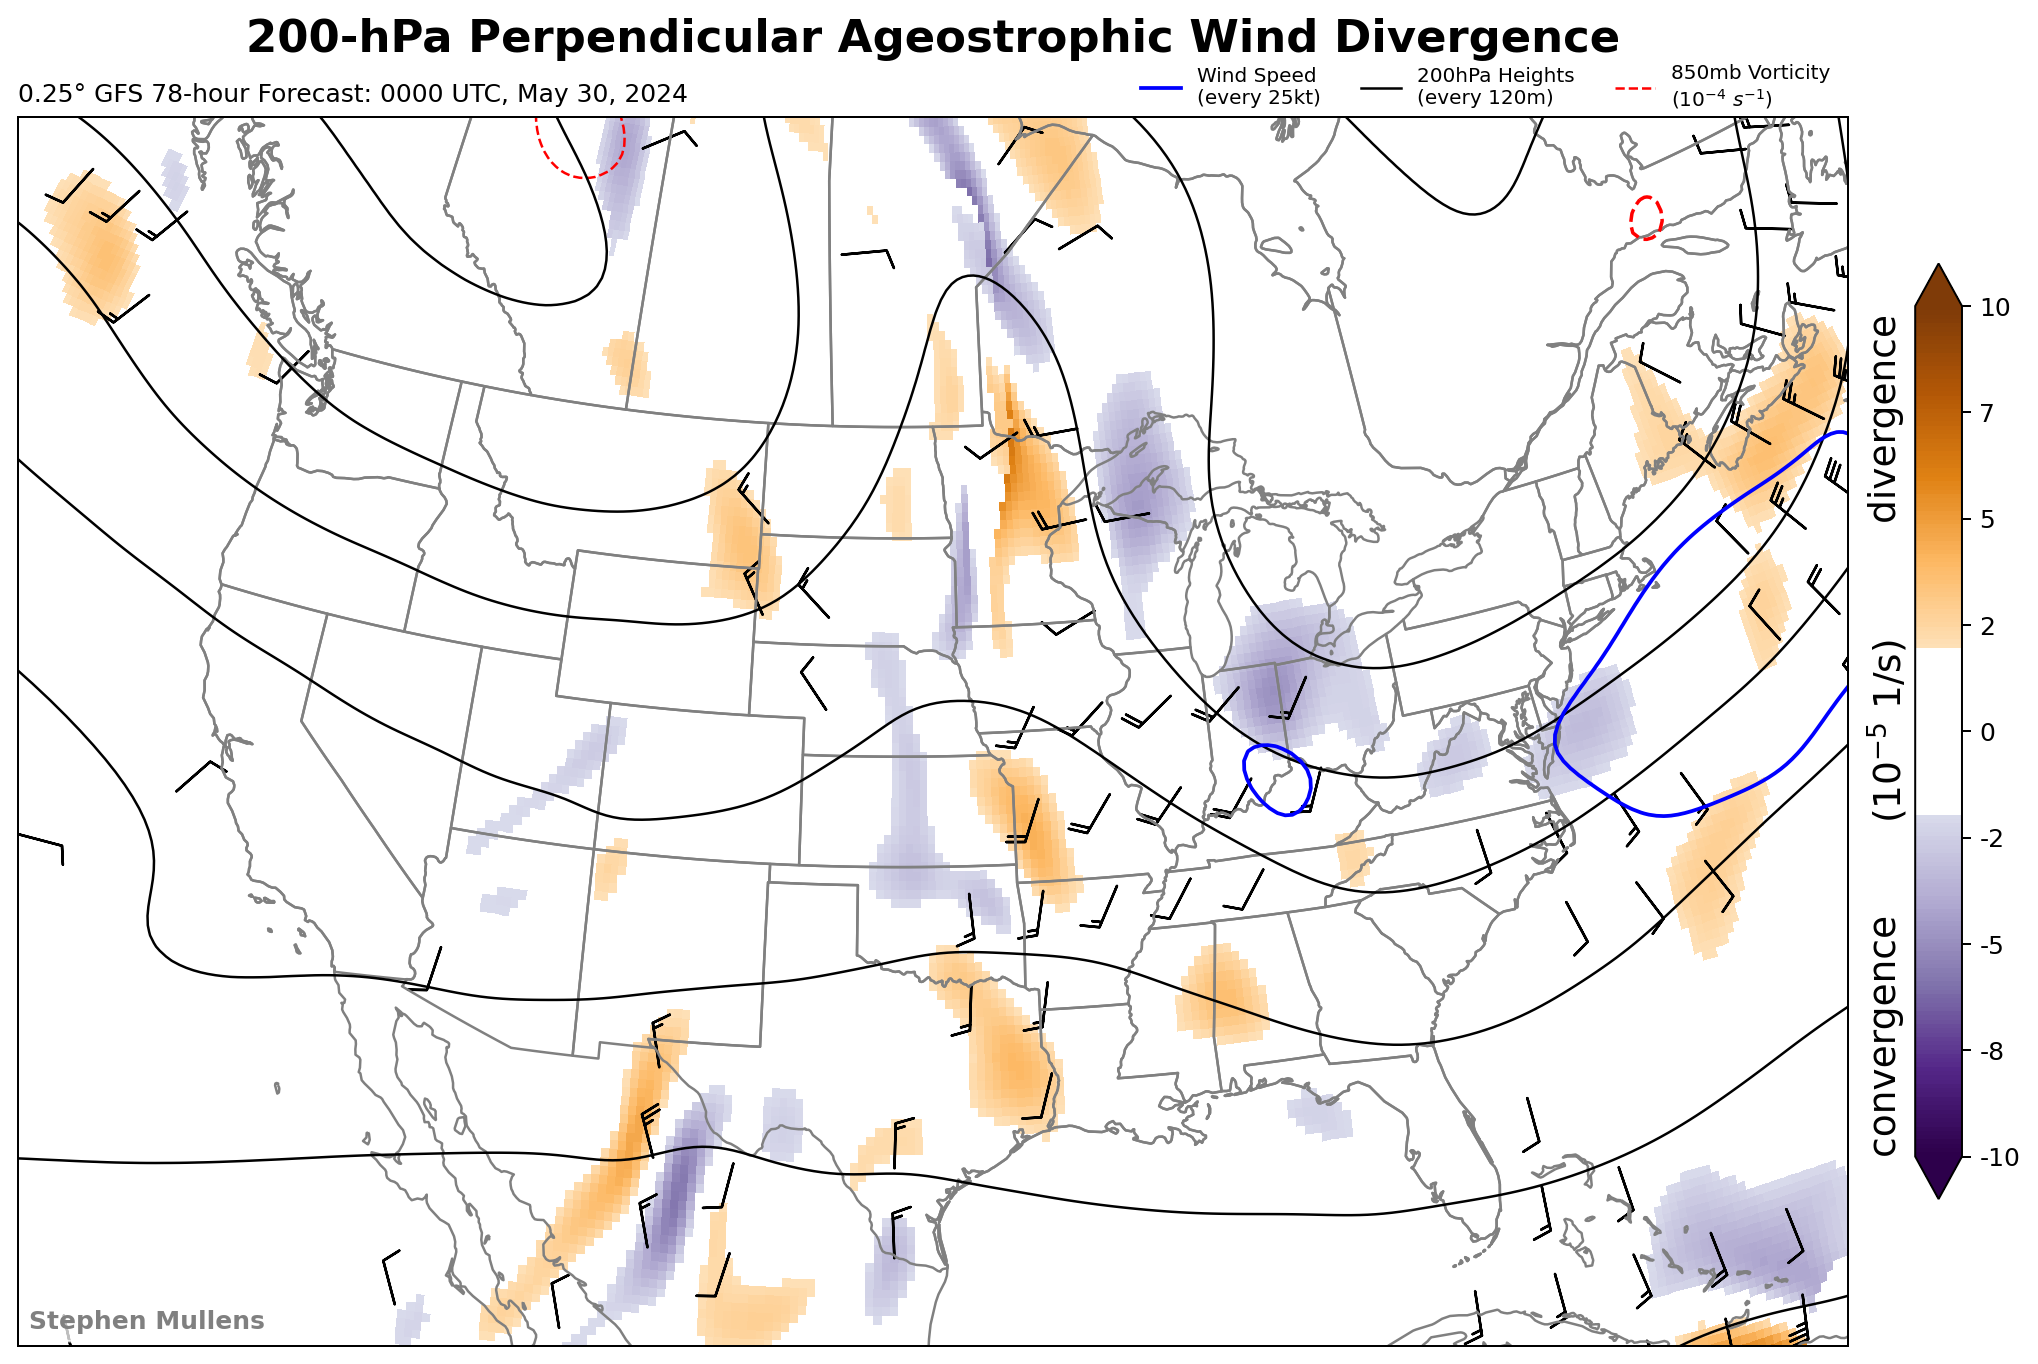 200-hPa Perpendicular Ageostrophic Wind Divergence
0.25° GFS 78-hour Forecast: 0000 UTC, May 30, 2024
Wind Speed
(every 25kt)
200hPa Heights
(every 120m)
850mb Vorticity
(10⁻⁴ s⁻¹)
10
7
5
2
0
-2
-5
-8
-10
convergence (10⁻⁵ 1/s) divergence
Stephen Mullens